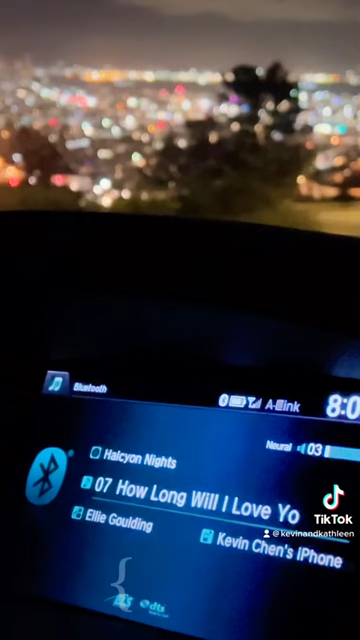 Bluetooth
A-Link
8:0
Neural 03
Halcyon Nights
07 How Long Will I Love Yo
Ellie Goulding
Kevin Chen's iPhone
dts
TikTok
@kevinandkathleen